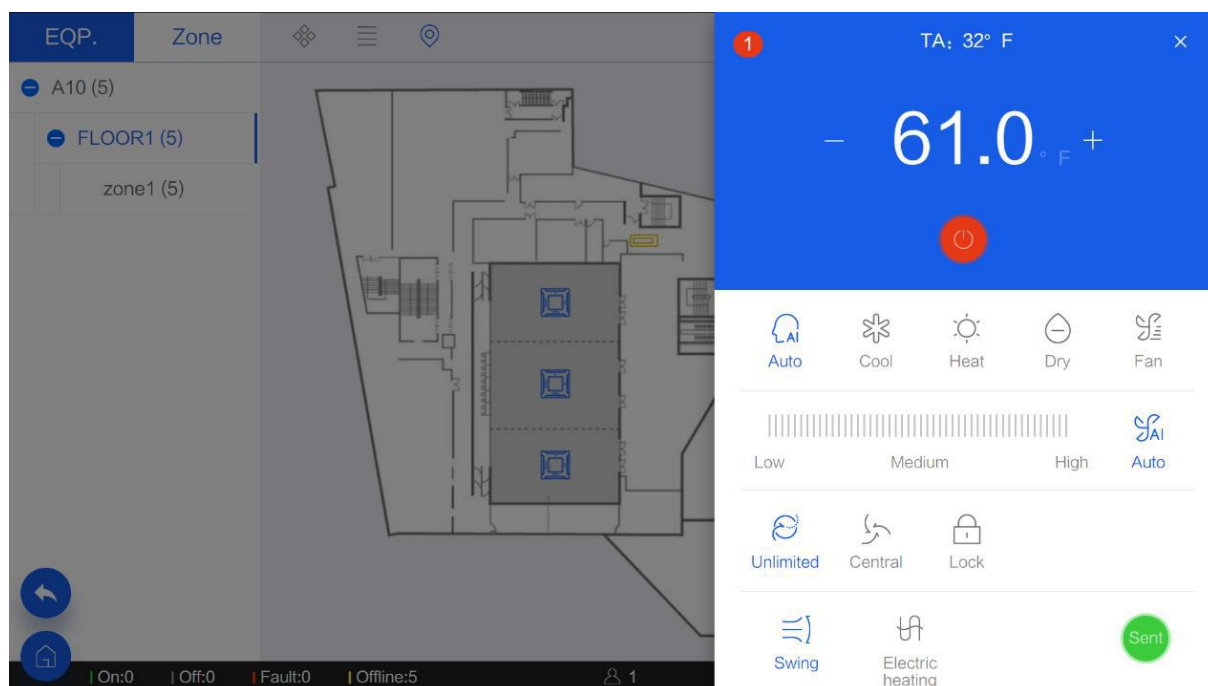 EQP. Zone
A10 (5)
FLOOR1 (5)
zone1 (5)
1 TA: 32° F
61.0 ° F
AI AI
Auto Cool Heat Dry Fan
Low Medium High Auto
Unlimited Central Lock
Swing Electric heating
Sent
On:0 Off:0 Fault:0 Offline:5 1